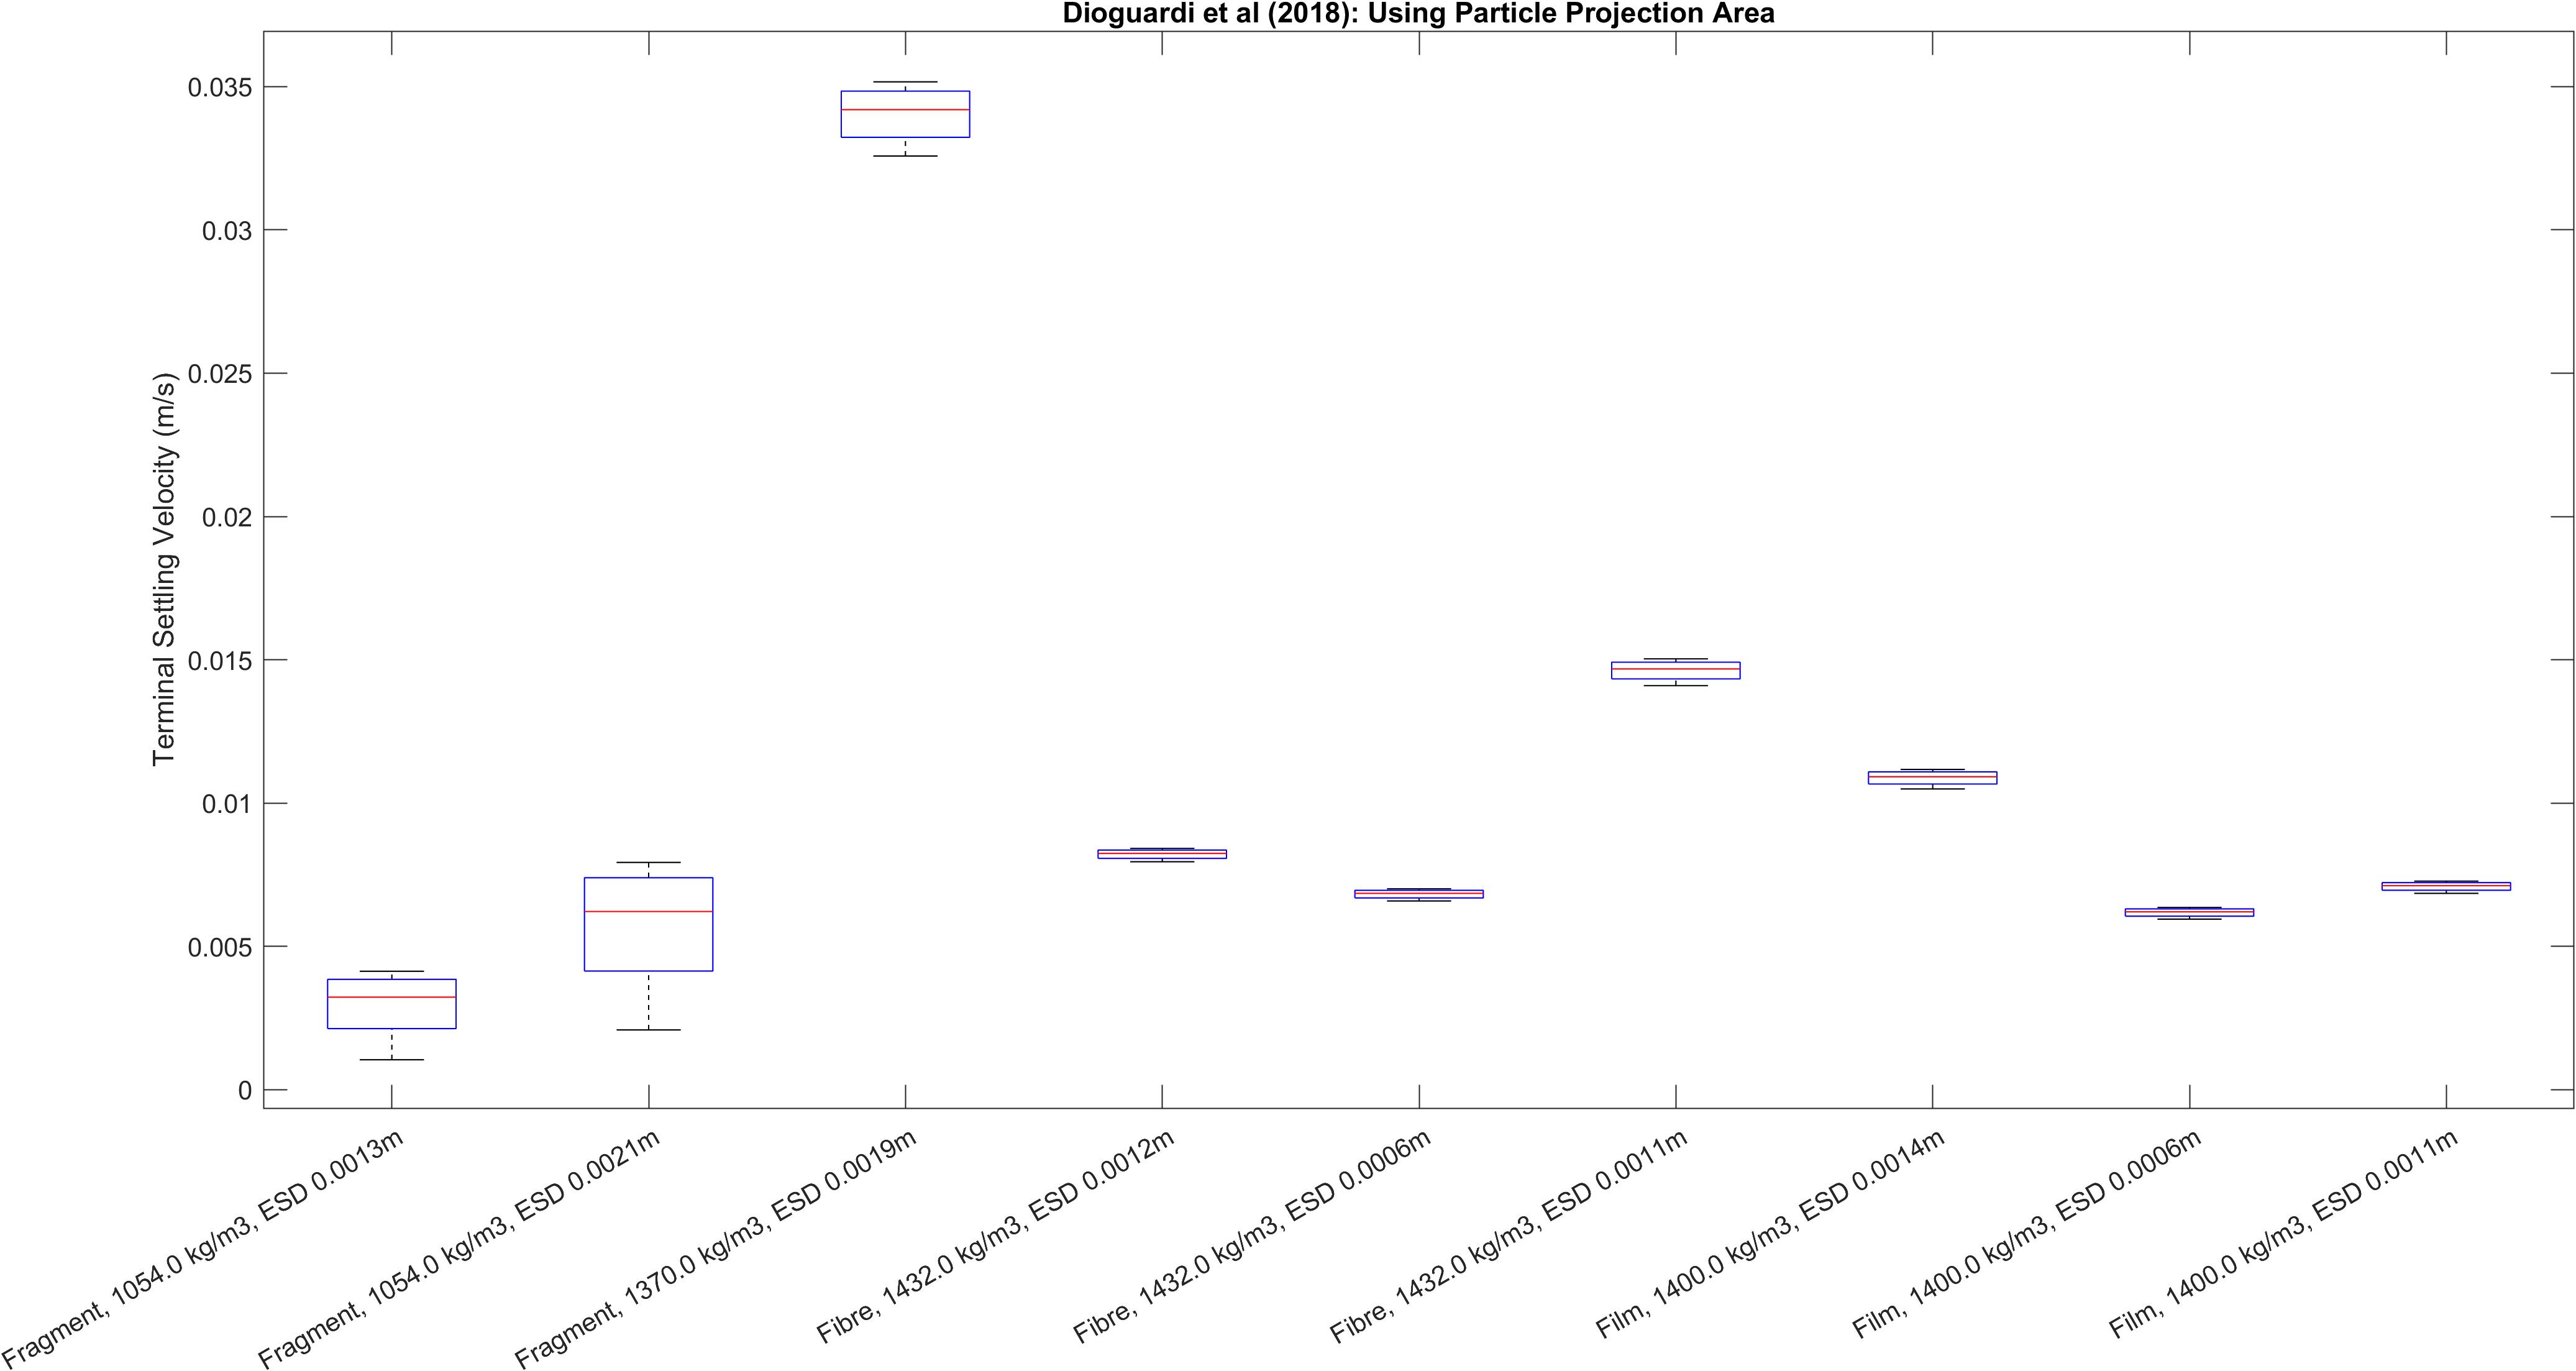 Dioguardi et al (2018): Using Particle Projection Area
Terminal Settling Velocity (m/s)
0.035
0.03
0.025
0.02
0.015
0.01
0.005
0
Fragment, 1054.0 kg/m3, ESD 0.0013m
Fragment, 1054.0 kg/m3, ESD 0.0021m
Fragment, 1370.0 kg/m3, ESD 0.0019m
Fibre, 1432.0 kg/m3, ESD 0.0012m
Fibre, 1432.0 kg/m3, ESD 0.0006m
Fibre, 1432.0 kg/m3, ESD 0.0011m
Film, 1400.0 kg/m3, ESD 0.0014m
Film, 1400.0 kg/m3, ESD 0.0006m
Film, 1400.0 kg/m3, ESD 0.0011m